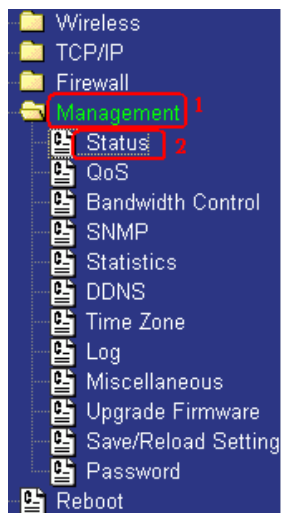 Wireless
TCP/IP
Firewall
Management 1
Status 2
QoS
Bandwidth Control
SNMP
Statistics
DDNS
Time Zone
Log
Miscellaneous
Upgrade Firmware
Save/Reload Setting
Password
Reboot